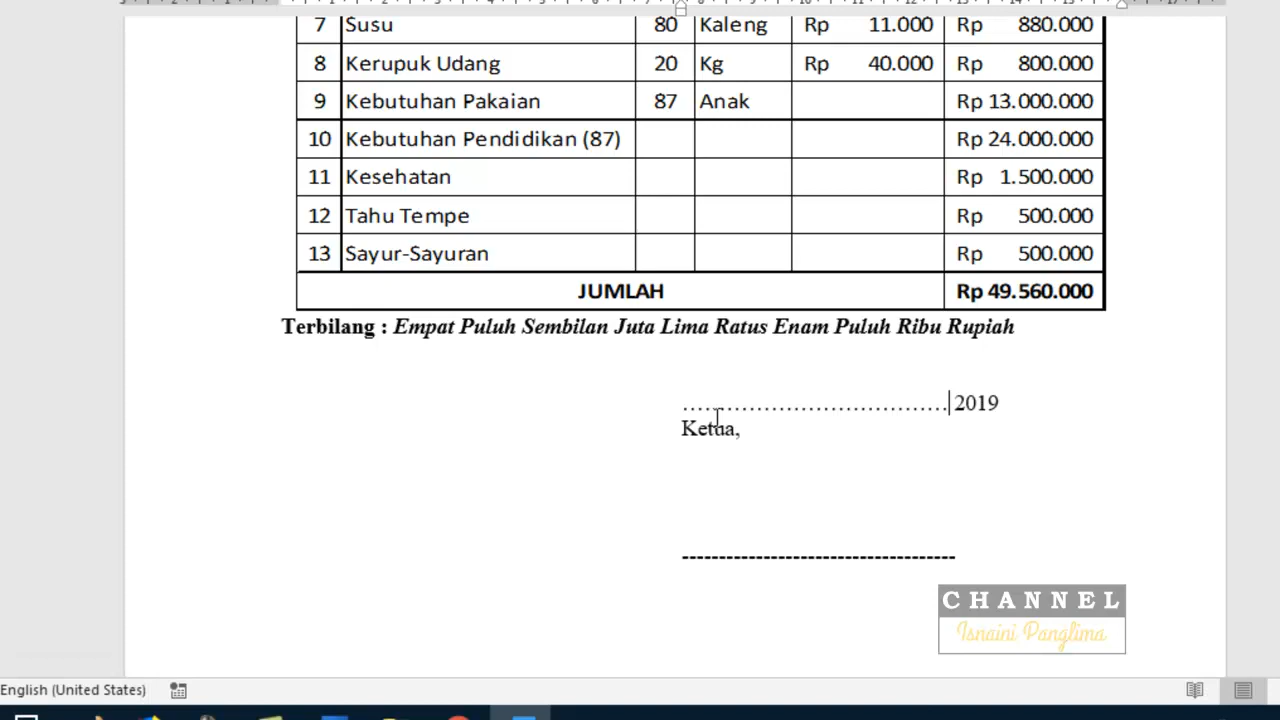 7 Susu 80 Kaleng Rp 11.000 Rp 880.000
8 Kerupuk Udang 20 Kg Rp 40.000 Rp 800.000
9 Kebutuhan Pakaian 87 Anak Rp 13.000.000
10 Kebutuhan Pendidikan (87) Rp 24.000.000
11 Kesehatan Rp 1.500.000
12 Tahu Tempe Rp 500.000
13 Sayur-Sayuran Rp 500.000
JUMLAH Rp 49.560.000
Terbilang : Empat Puluh Sembilan Juta Lima Ratus Enam Puluh Ribu Rupiah
…………………………………… 2019
Ketua,
-------------------------------------
CHANNEL
Isnaini Panglima
English (United States)